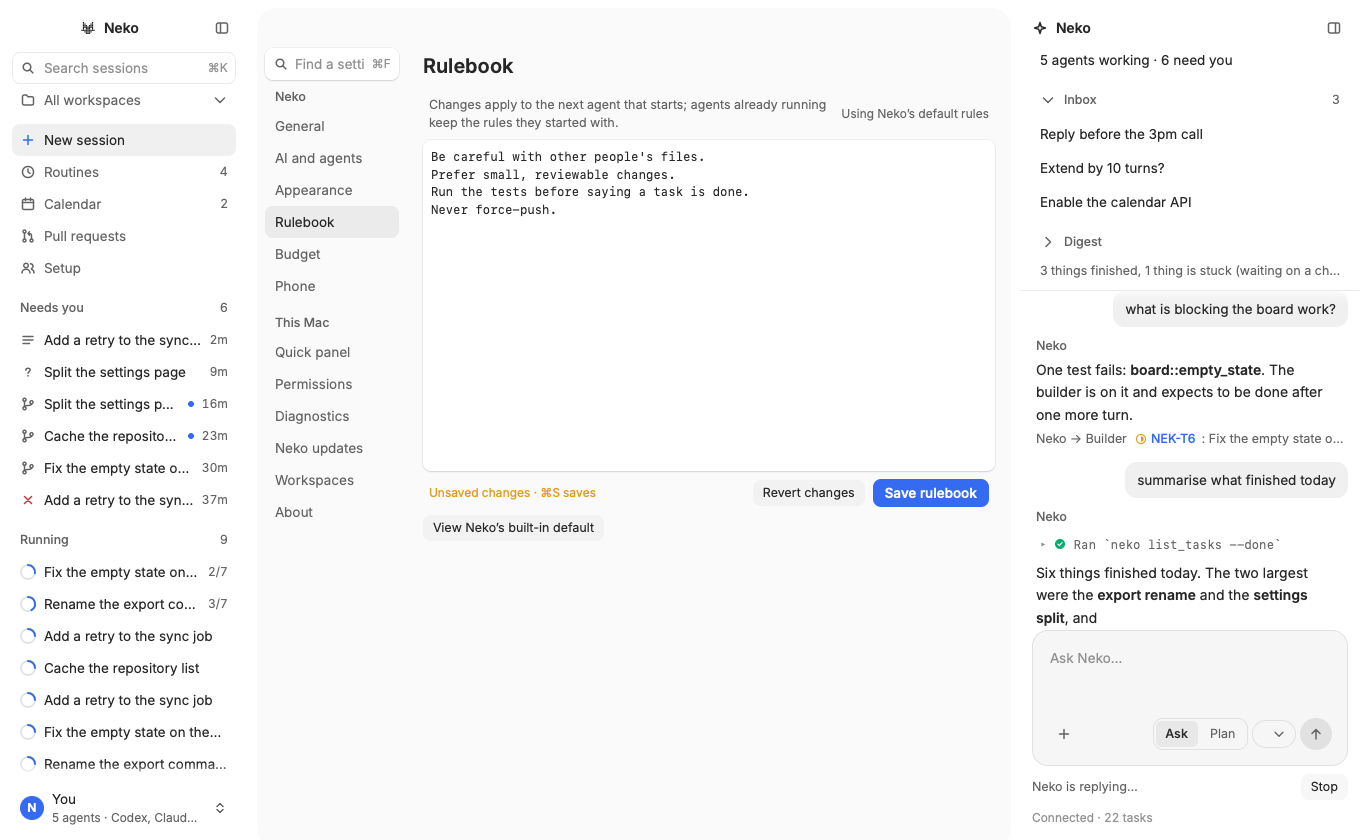 Neko
Search sessions ⌘K
All workspaces
New session
Routines 4
Calendar 2
Pull requests
Setup
Needs you 6
Add a retry to the sync... 2m
Split the settings page 9m
Split the settings p... 16m
Cache the reposito... 23m
Fix the empty state o... 30m
Add a retry to the syn... 37m
Running 9
Fix the empty state on... 2/7
Rename the export co... 3/7
Add a retry to the sync job
Cache the repository list
Add a retry to the sync job
Fix the empty state on the...
Rename the export comma...
N
You
5 agents · Codex, Claud...
Find a setti ⌘F
Neko
General
AI and agents
Appearance
Rulebook
Budget
Phone
This Mac
Quick panel
Permissions
Diagnostics
Neko updates
Workspaces
About
Rulebook
Changes apply to the next agent that starts; agents already running
keep the rules they started with.
Using Neko’s default rules
Be careful with other people's files.
Prefer small, reviewable changes.
Run the tests before saying a task is done.
Never force-push.
Unsaved changes · ⌘S saves
Revert changes
Save rulebook
View Neko’s built-in default
Neko
5 agents working · 6 need you
Inbox 3
Reply before the 3pm call
Extend by 10 turns?
Enable the calendar API
Digest
3 things finished, 1 thing is stuck (waiting on a ch...
what is blocking the board work?
Neko
One test fails: board::empty_state. The
builder is on it and expects to be done after
one more turn.
Neko → Builder NEK-T6 : Fix the empty state o...
summarise what finished today
Neko
Ran `neko list_tasks --done`
Six things finished today. The two largest
were the export rename and the settings
split, and
Ask Neko...
Ask Plan
Neko is replying...
Stop
Connected · 22 tasks